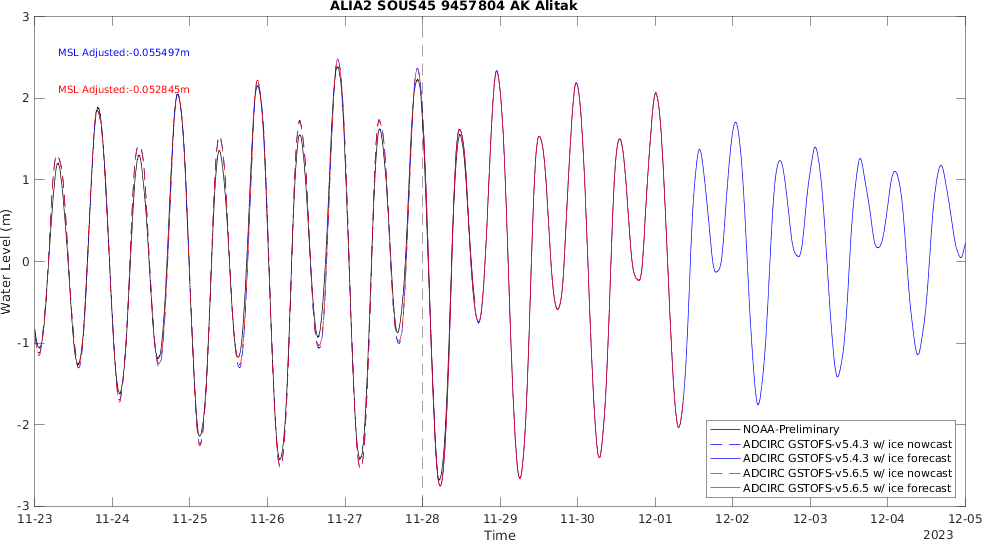 ALIA2 SOUS45 9457804 AK Alitak
3
2
1
0
-1
-2
-3
Water Level (m)
MSL Adjusted:-0.055497m
MSL Adjusted:-0.052845m
NOAA-Preliminary
ADCIRC GSTOFS-v5.4.3 w/ ice nowcast
ADCIRC GSTOFS-v5.4.3 w/ ice forecast
ADCIRC GSTOFS-v5.6.5 w/ ice nowcast
ADCIRC GSTOFS-v5.6.5 w/ ice forecast
11-23 11-24 11-25 11-26 11-27 11-28 11-29 11-30 12-01 12-02 12-03 12-04 12-05
Time
2023